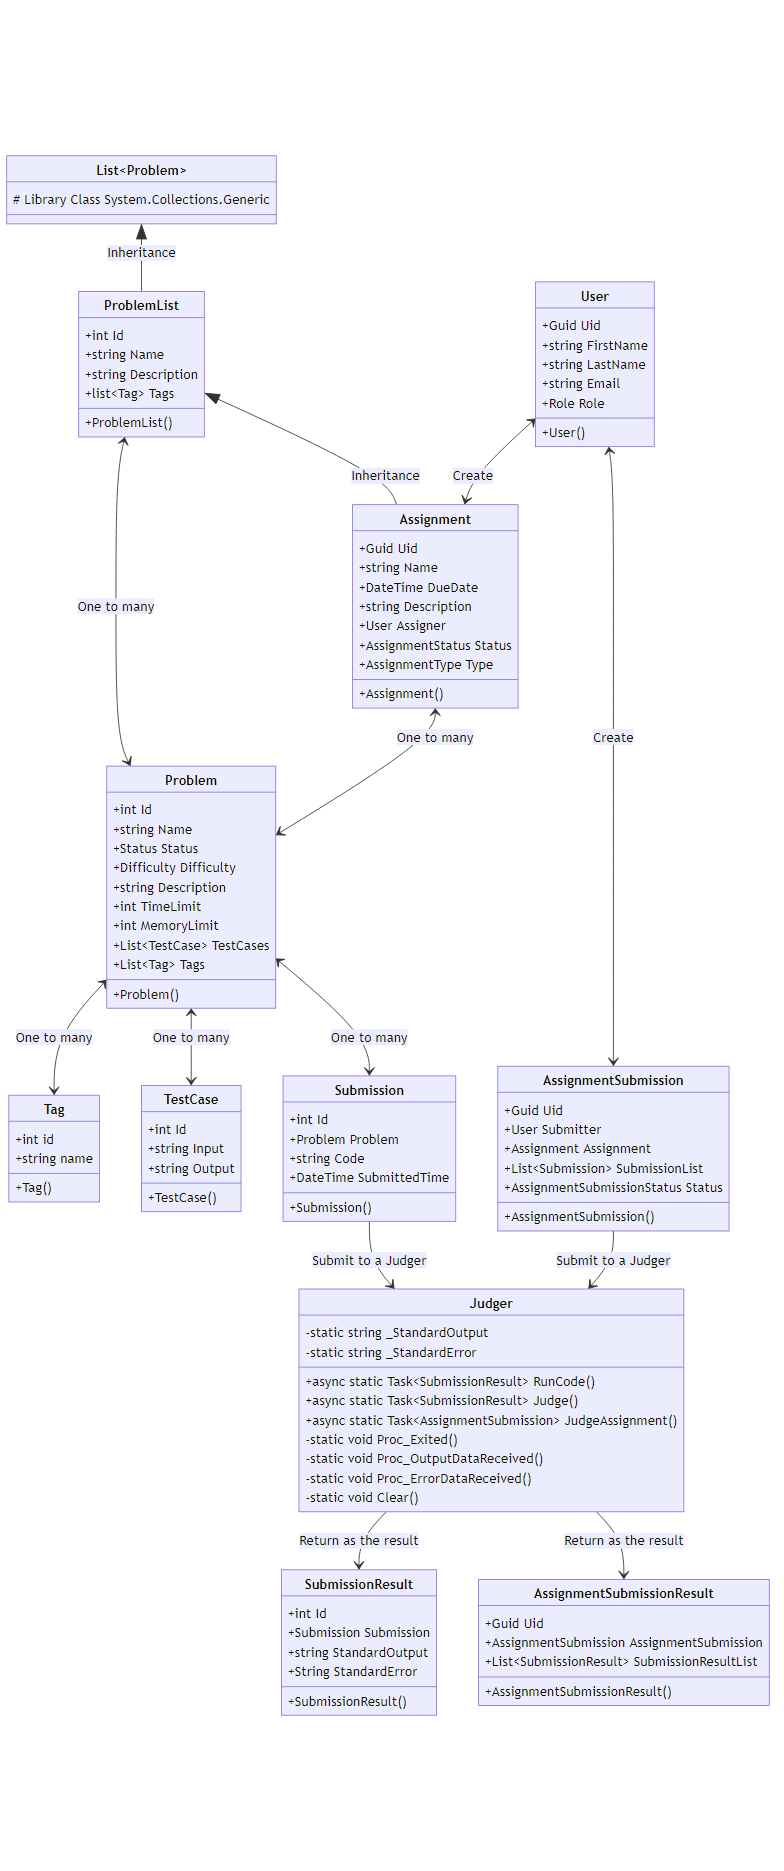 List<Problem>
# Library Class System.Collections.Generic
Inheritance
ProblemList
+int Id
+string Name
+string Description
+list<Tag> Tags
+ProblemList()
User
+Guid Uid
+string FirstName
+string LastName
+string Email
+Role Role
+User()
Inheritance
Create
Assignment
+Guid Uid
+string Name
+DateTime DueDate
+string Description
+User Assigner
+AssignmentStatus Status
+AssignmentType Type
+Assignment()
One to many
One to many
Create
Problem
+int Id
+string Name
+Status Status
+Difficulty Difficulty
+string Description
+int TimeLimit
+int MemoryLimit
+List<TestCase> TestCases
+List<Tag> Tags
+Problem()
One to many
One to many
One to many
Tag
+int id
+string name
+Tag()
TestCase
+int Id
+string Input
+string Output
+TestCase()
Submission
+int Id
+Problem Problem
+string Code
+DateTime SubmittedTime
+Submission()
AssignmentSubmission
+Guid Uid
+User Submitter
+Assignment Assignment
+List<Submission> SubmissionList
+AssignmentSubmissionStatus Status
+AssignmentSubmission()
Submit to a Judger
Submit to a Judger
Judger
-static string _StandardOutput
-static string _StandardError
+async static Task<SubmissionResult> RunCode()
+async static Task<SubmissionResult> Judge()
+async static Task<AssignmentSubmission> JudgeAssignment()
-static void Proc_Exited()
-static void Proc_OutputDataReceived()
-static void Proc_ErrorDataReceived()
-static void Clear()
Return as the result
Return as the result
SubmissionResult
+int Id
+Submission Submission
+string StandardOutput
+String StandardError
+SubmissionResult()
AssignmentSubmissionResult
+Guid Uid
+AssignmentSubmission AssignmentSubmission
+List<SubmissionResult> SubmissionResultList
+AssignmentSubmissionResult()